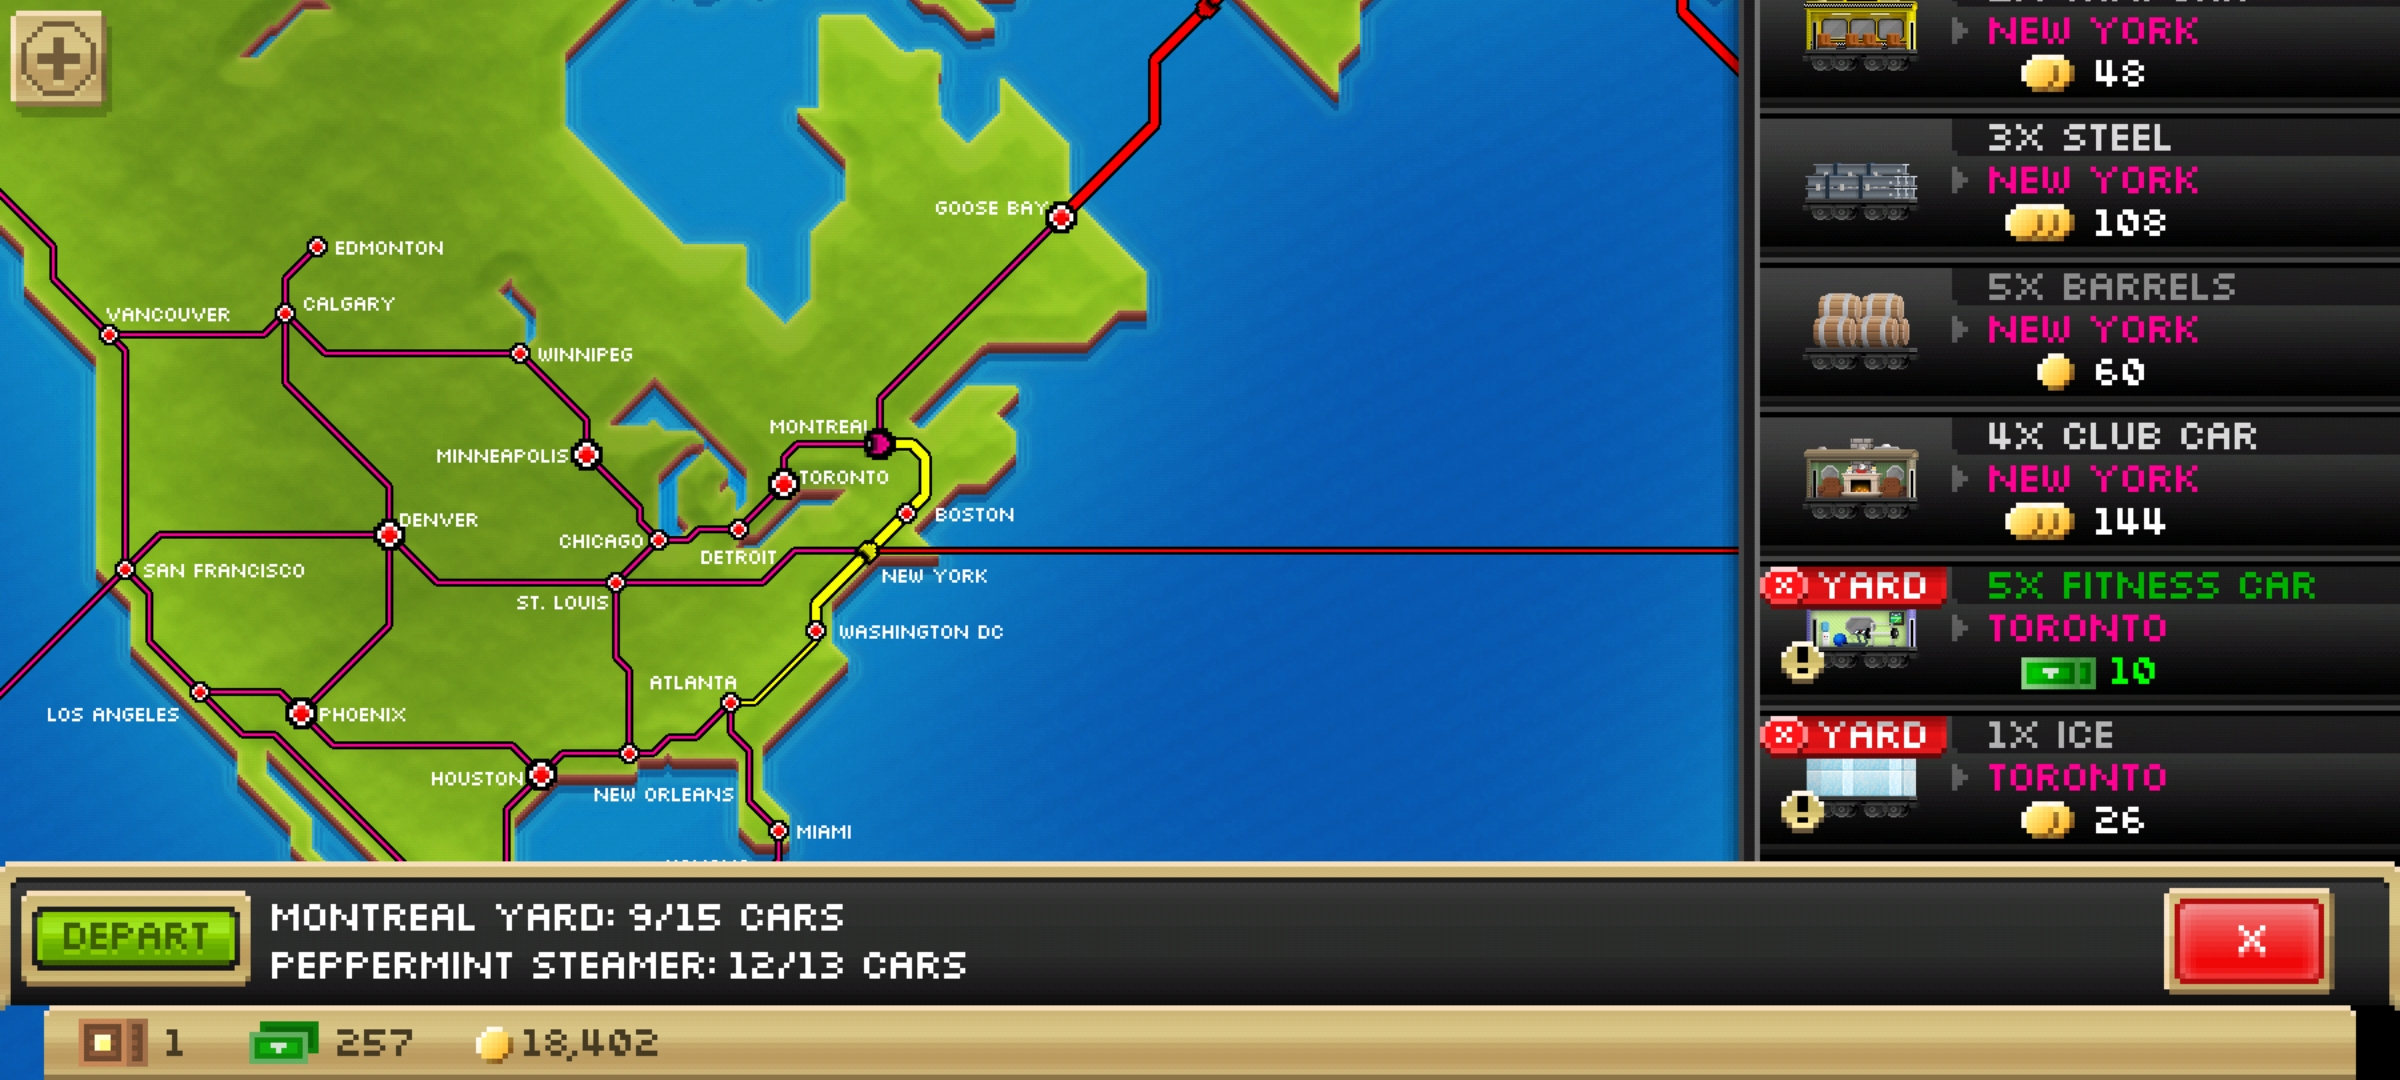 NEW YORK
48
3X STEEL
NEW YORK
108
5X BARRELS
NEW YORK
60
4X CLUB CAR
NEW YORK
144
YARD
5X FITNESS CAR
TORONTO
10
YARD
1X ICE
TORONTO
26
GOOSE BAY
EDMONTON
CALGARY
VANCOUVER
WINNIPEG
MONTREAL
MINNEAPOLIS
TORONTO
BOSTON
DENVER
CHICAGO
DETROIT
SAN FRANCISCO
NEW YORK
ST. LOUIS
WASHINGTON DC
ATLANTA
LOS ANGELES
PHOENIX
HOUSTON
NEW ORLEANS
MIAMI
DEPART
MONTREAL YARD: 9/15 CARS
PEPPERMINT STEAMER: 12/13 CARS
X
1
257
18,402